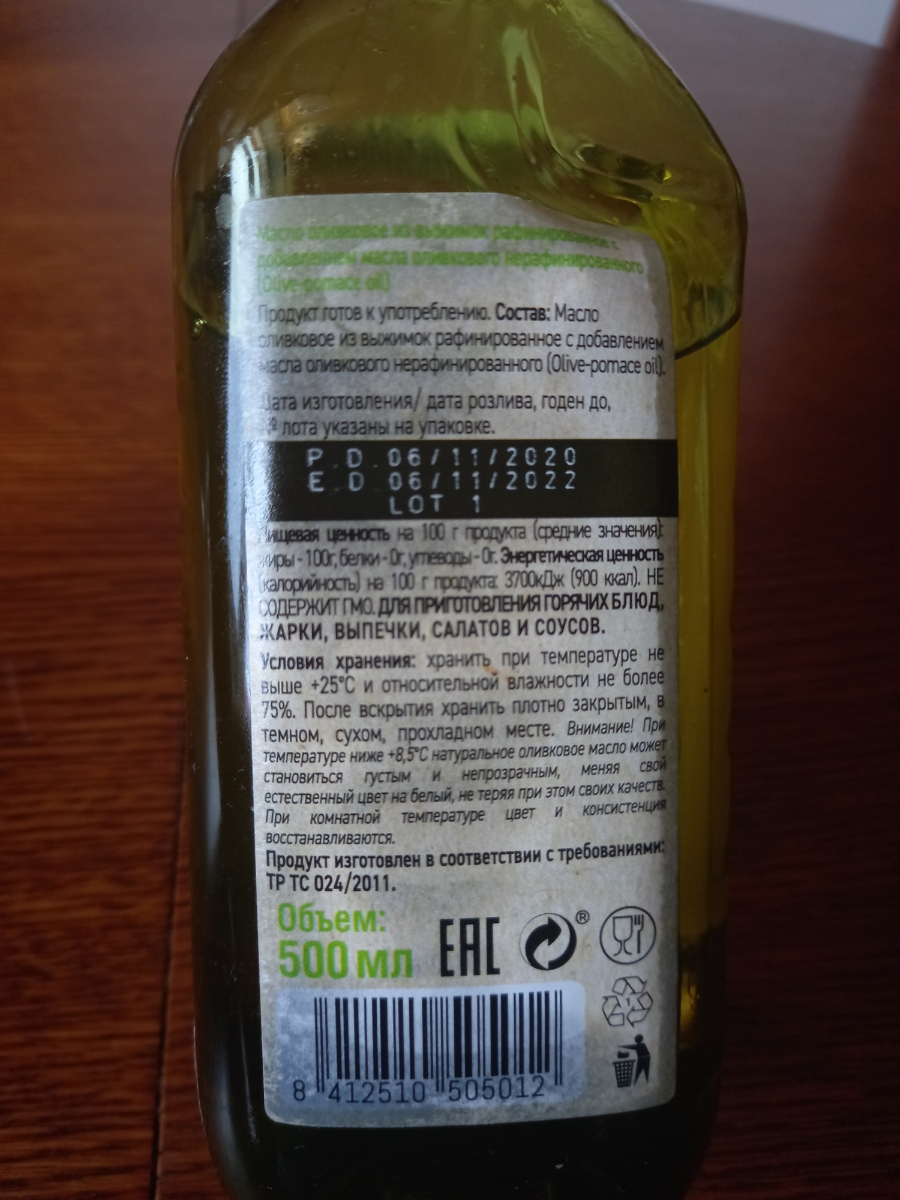 Масло оливковое из выжимок рафинированное с
добавлением масла оливкового нерафинированного
(Olive-pomace oil)
Продукт готов к употреблению. Состав: Масло
оливковое из выжимок рафинированное с добавлением
масла оливкового нерафинированного (Olive-pomace oil).
Дата изготовления/ дата розлива, годен до,
№ лота указаны на упаковке.
P.D.06/11/2020
E.D.06/11/2022
LOT 1
Пищевая ценность на 100 г продукта (средние значения):
жиры - 100г, белки - 0г, углеводы - 0г. Энергетическая ценность
(калорийность) на 100 г продукта: 3700кДж (900 ккал). НЕ
СОДЕРЖИТ ГМО. ДЛЯ ПРИГОТОВЛЕНИЯ ГОРЯЧИХ БЛЮД,
ЖАРКИ, ВЫПЕЧКИ, САЛАТОВ И СОУСОВ.
Условия хранения: хранить при температуре не
выше +25°С и относительной влажности не более
75%. После вскрытия хранить плотно закрытым, в
темном, сухом, прохладном месте. Внимание! При
температуре ниже +8,5°С натуральное оливковое масло может
становиться густым и непрозрачным, меняя свой
естественный цвет на белый, не теряя при этом своих качеств.
При комнатной температуре цвет и консистенция
восстанавливаются.
Продукт изготовлен в соответствии с требованиями:
ТР ТС 024/2011.
Объем:
500 мл
EAC
®
1
8 412510 505012